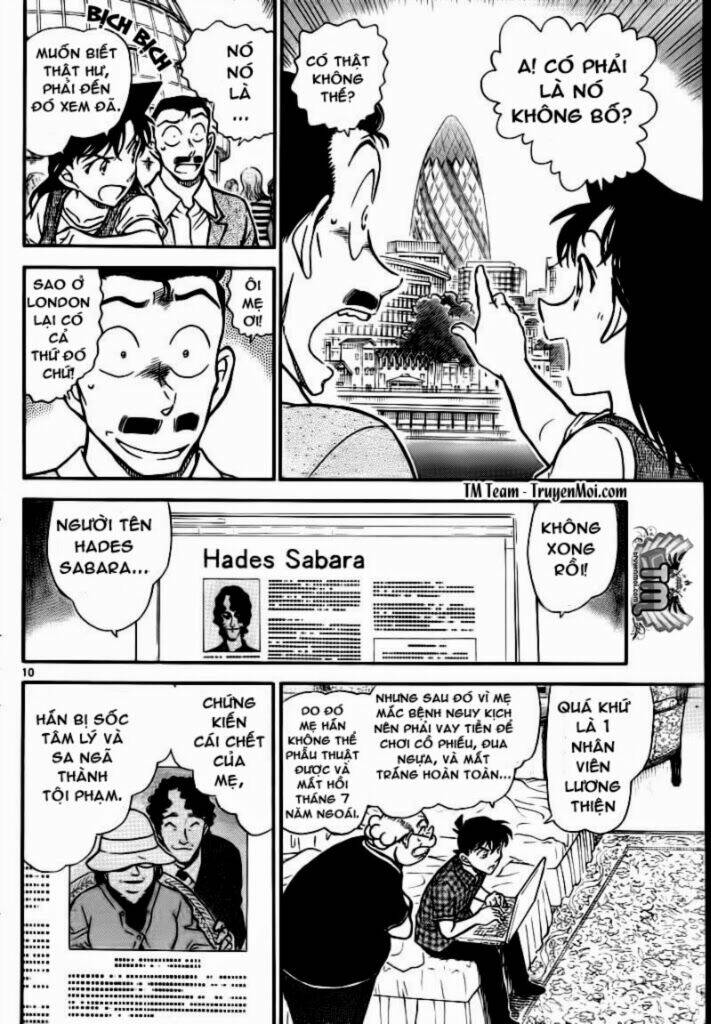 A! CÓ PHẢI
LÀ NÓ
KHÔNG BỐ?
CÓ THẬT
KHÔNG
THẾ?
BỊCH BỊCH
NÓ
NÓ
LÀ
...
MUỐN BIẾT
THẬT HƯ,
PHẢI ĐẾN
ĐÓ XEM ĐÃ.
ÔI
MẸ
ƠI!
SAO Ở
LONDON
LẠI CÓ
CẢ
THỨ ĐÓ
CHỨ!
TM Team - TruyenMoi.com
KHÔNG
XONG
RỒI!
Hades Sabara
NGƯỜI TÊN
HADES
SABARA...
TM
10
QUÁ KHỨ
LÀ 1
NHÂN
VIÊN
LƯƠNG
THIỆN
NHƯNG SAU ĐÓ VÌ MẸ
MẮC BỆNH NGUY KỊCH
NÊN PHẢI VAY TIỀN ĐỂ
CHƠI CỔ PHIẾU, ĐUA
NGỰA, VÀ MẤT
TRẮNG HOÀN TOÀN...
DO ĐÓ
MẸ HẮN
KHÔNG THỂ
PHẪU THUẬT
ĐƯỢC VÀ
MẤT HỒI
THÁNG 7
NĂM NGOÁI.
CHỨNG
KIẾN
CÁI CHẾT
CỦA
MẸ,
HẮN BỊ SỐC
TÂM LÝ VÀ
SA NGÃ
THÀNH
TỘI PHẠM.